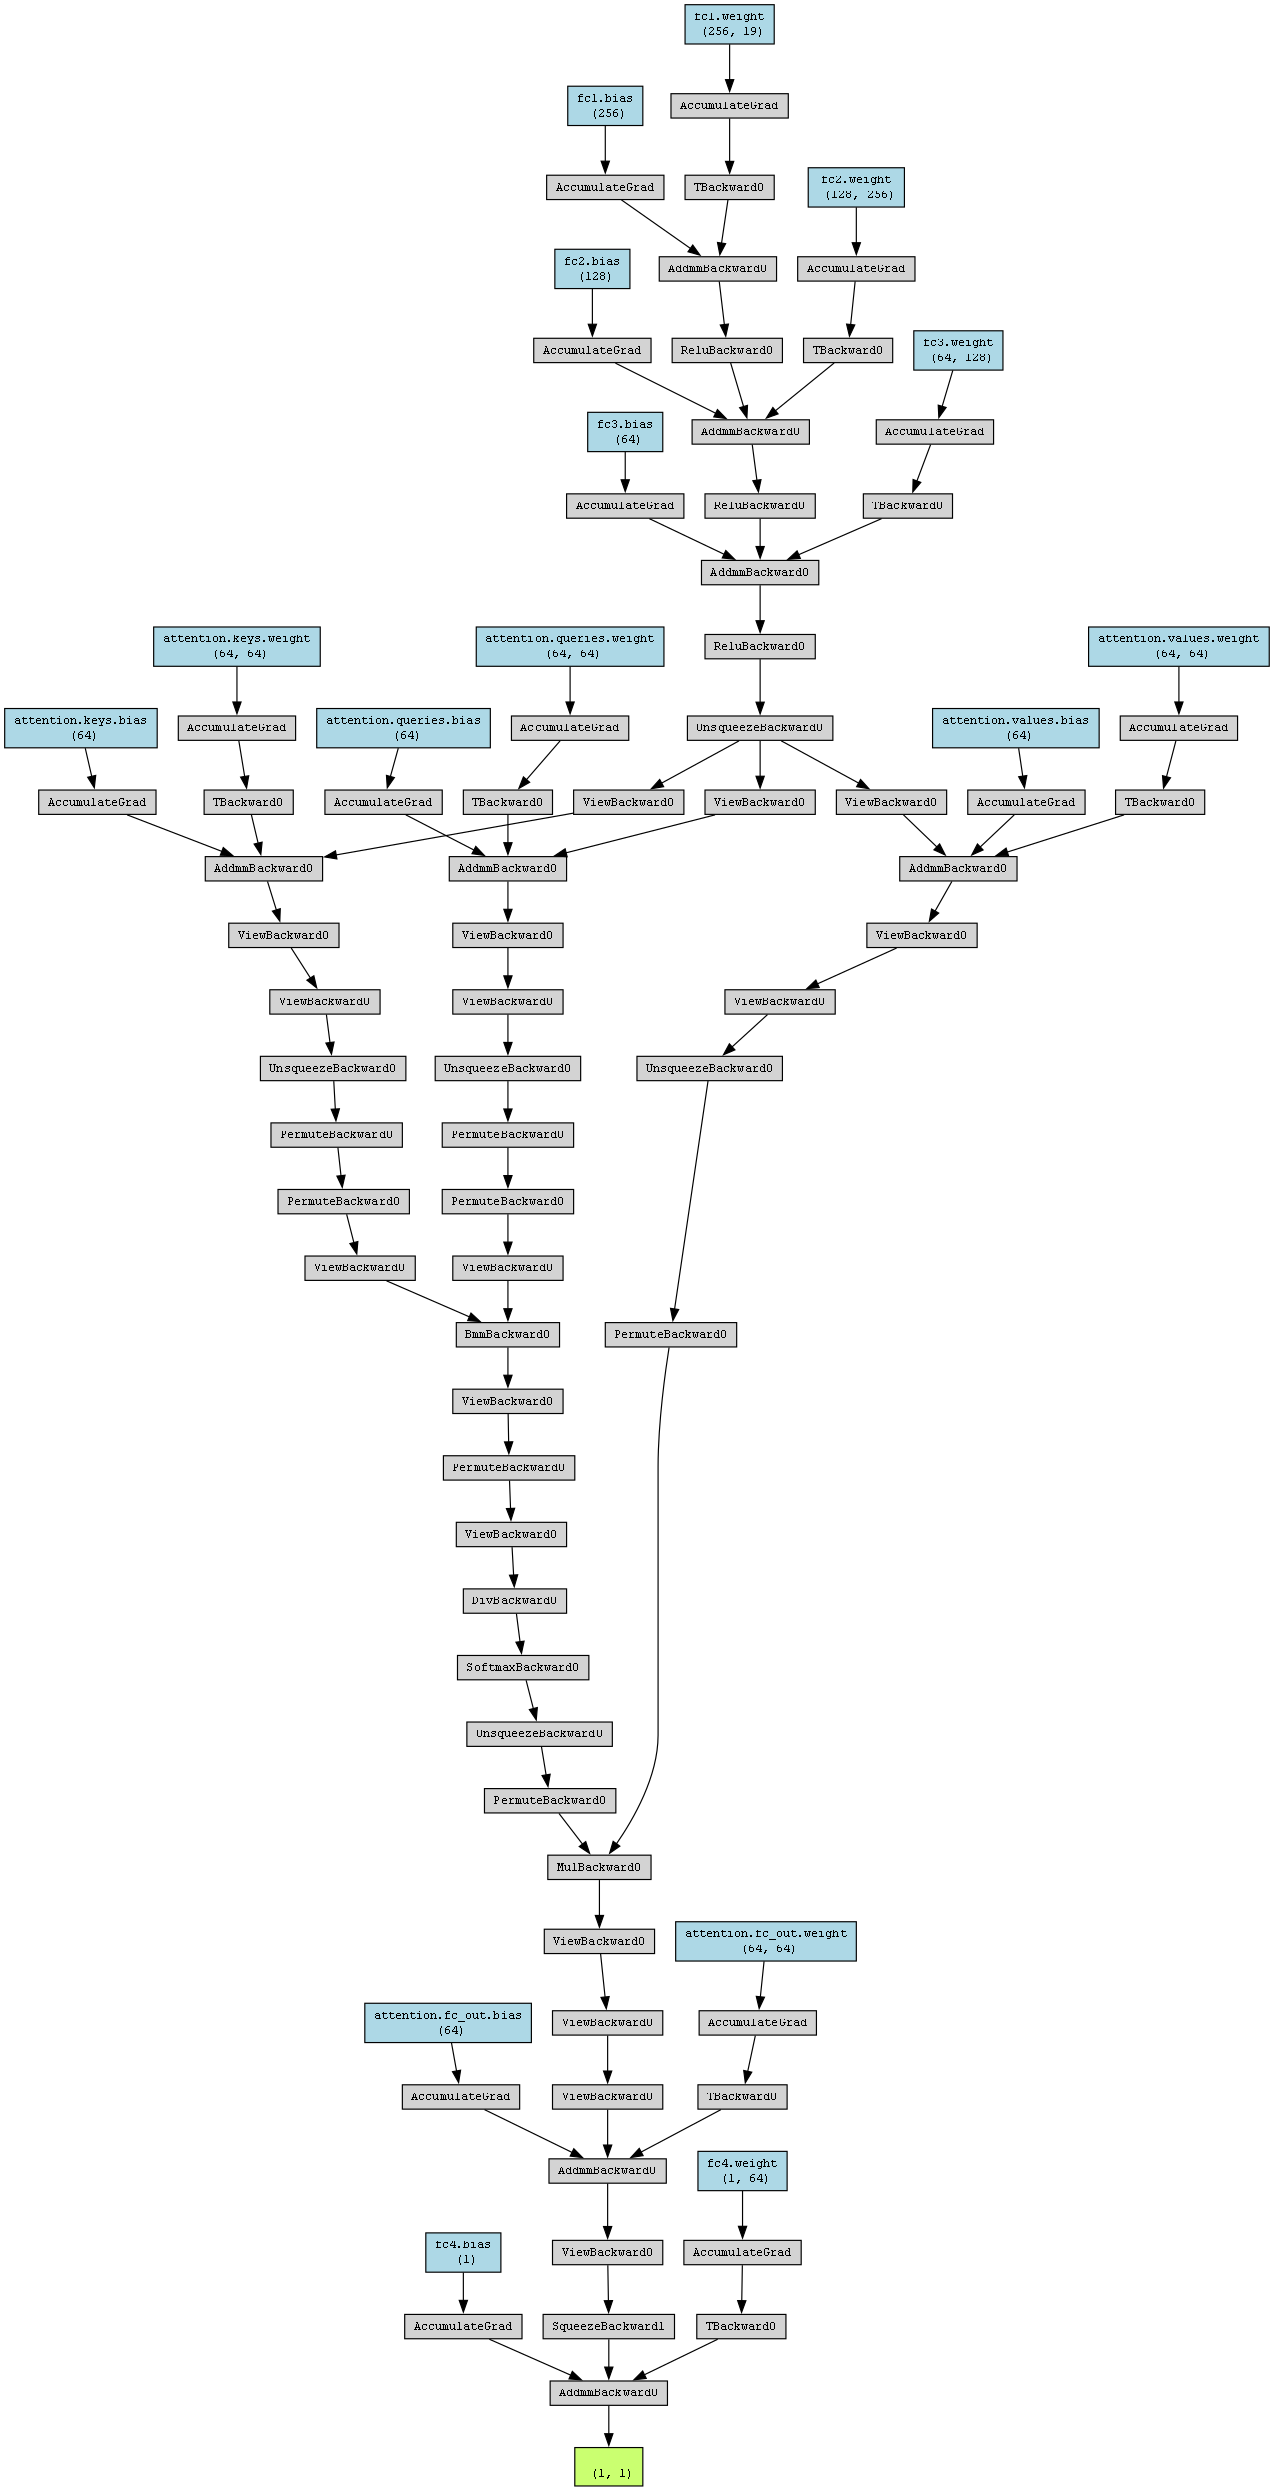 fc1.weight
(256, 19)
fc1.bias
(256)
AccumulateGrad
AccumulateGrad
TBackward0
fc2.weight
(128, 256)
fc2.bias
(128)
AddmmBackward0
AccumulateGrad
AccumulateGrad
ReluBackward0
TBackward0
fc3.weight
(64, 128)
fc3.bias
(64)
AddmmBackward0
AccumulateGrad
AccumulateGrad
ReluBackward0
TBackward0
AddmmBackward0
attention.keys.weight
(64, 64)
attention.queries.weight
(64, 64)
ReluBackward0
attention.values.weight
(64, 64)
attention.keys.bias
(64)
AccumulateGrad
attention.queries.bias
(64)
AccumulateGrad
UnsqueezeBackward0
attention.values.bias
(64)
AccumulateGrad
AccumulateGrad
TBackward0
AccumulateGrad
TBackward0
ViewBackward0
ViewBackward0
ViewBackward0
AccumulateGrad
TBackward0
AddmmBackward0
AddmmBackward0
AddmmBackward0
ViewBackward0
ViewBackward0
ViewBackward0
ViewBackward0
ViewBackward0
ViewBackward0
UnsqueezeBackward0
UnsqueezeBackward0
UnsqueezeBackward0
PermuteBackward0
PermuteBackward0
PermuteBackward0
PermuteBackward0
ViewBackward0
ViewBackward0
BmmBackward0
PermuteBackward0
ViewBackward0
PermuteBackward0
ViewBackward0
DivBackward0
SoftmaxBackward0
UnsqueezeBackward0
PermuteBackward0
MulBackward0
ViewBackward0
attention.fc_out.weight
(64, 64)
attention.fc_out.bias
(64)
ViewBackward0
AccumulateGrad
AccumulateGrad
ViewBackward0
TBackward0
AddmmBackward0
fc4.weight
(1, 64)
fc4.bias
(1)
ViewBackward0
AccumulateGrad
AccumulateGrad
SqueezeBackward1
TBackward0
AddmmBackward0
(1, 1)